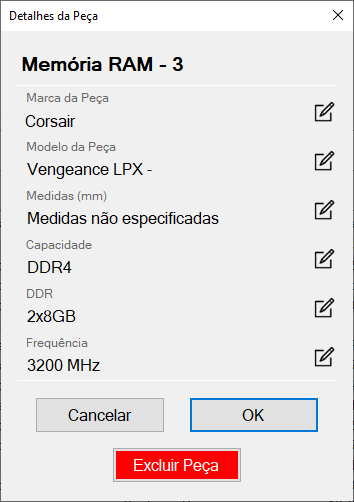 Detalhes da Peça
Memória RAM - 3
Marca da Peça
Corsair
Modelo da Peça
Vengeance LPX -
Medidas (mm)
Medidas não especificadas
Capacidade
DDR4
DDR
2x8GB
Frequência
3200 MHz
Cancelar OK
Excluir Peça